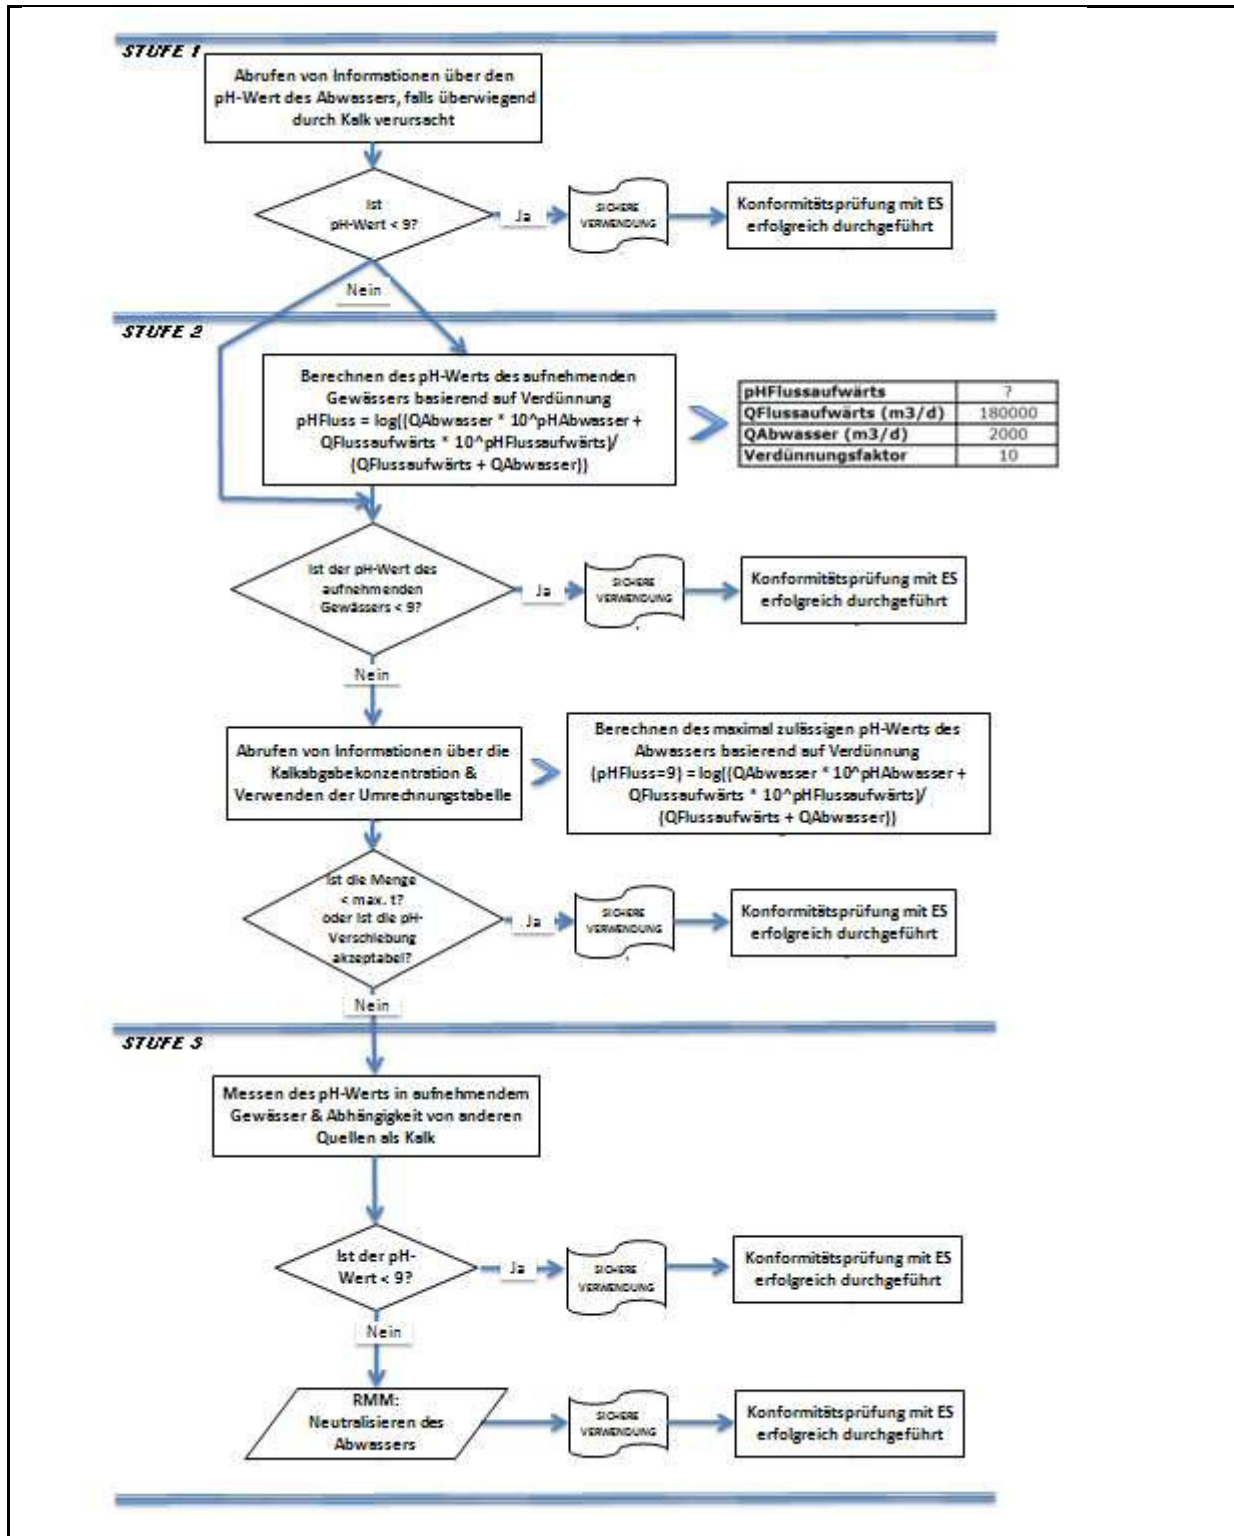 STUFE 1
Abrufen von Informationen über den
pH-Wert des Abwassers, falls überwiegend
durch Kalk verursacht
Ist
pH-Wert < 9?
Ja
SICHERE
VERWENDUNG
Konformitätsprüfung mit ES
erfolgreich durchgeführt
Nein
STUFE 2
Berechnen des pH-Werts des aufnehmenden
Gewässers basierend auf Verdünnung
pHFluss = log((QAbwasser * 10^pHAbwasser +
QFlussaufwärts * 10^pHFlussaufwärts)/
(QFlussaufwärts + QAbwasser))
pHFlussaufwärts ?
QFlussaufwärts (m3/d) 180000
QAbwasser (m3/d) 2000
Verdünnungsfaktor 10
Ist der pH-Wert des
aufnehmenden
Gewässers < 9?
Ja
SICHERE
VERWENDUNG
Konformitätsprüfung mit ES
erfolgreich durchgeführt
Nein
Abrufen von Informationen über die
Kalkabgabekonzentration &
Verwenden der Umrechnungstabelle
Berechnen des maximal zulässigen pH-Werts des
Abwassers basierend auf Verdünnung
(pHFluss=9) = log((QAbwasser * 10^pHAbwasser +
QFlussaufwärts * 10^pHFlussaufwärts)/
(QFlussaufwärts + QAbwasser))
Ist die Menge
< max. t?
oder ist die pH-
Verschiebung
akzeptabel?
Ja
SICHERE
VERWENDUNG
Konformitätsprüfung mit ES
erfolgreich durchgeführt
Nein
STUFE 3
Messen des pH-Werts in aufnehmendem
Gewässer & Abhängigkeit von anderen
Quellen als Kalk
Ist der pH-
Wert < 9?
Ja
SICHERE
VERWENDUNG
Konformitätsprüfung mit ES
erfolgreich durchgeführt
Nein
RMM:
Neutralisieren des
Abwassers
SICHERE
VERWENDUNG
Konformitätsprüfung mit ES
erfolgreich durchgeführt